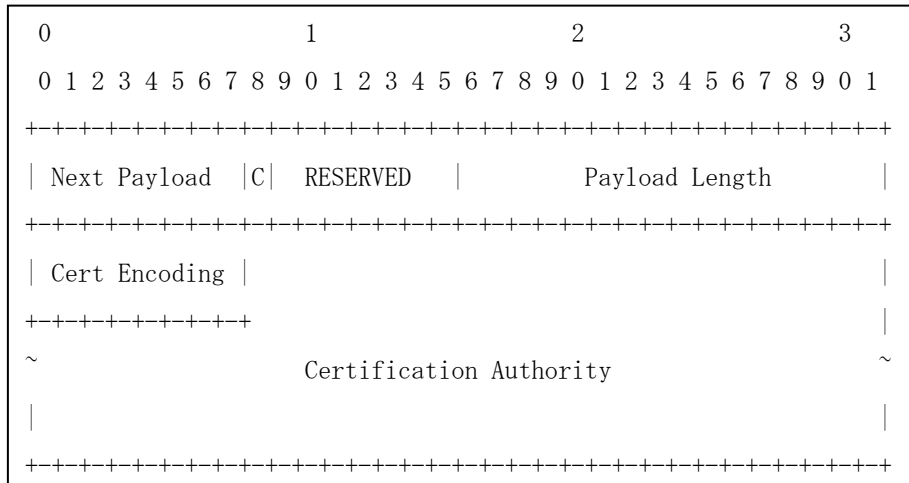 0                   1                   2                   3
 0 1 2 3 4 5 6 7 8 9 0 1 2 3 4 5 6 7 8 9 0 1 2 3 4 5 6 7 8 9 0 1
+-+-+-+-+-+-+-+-+-+-+-+-+-+-+-+-+-+-+-+-+-+-+-+-+-+-+-+-+-+-+-+-+
| Next Payload  |C|  RESERVED   |         Payload Length        |
+-+-+-+-+-+-+-+-+-+-+-+-+-+-+-+-+-+-+-+-+-+-+-+-+-+-+-+-+-+-+-+-+
| Cert Encoding |                                               |
+-+-+-+-+-+-+-+-+                                               |
~                    Certification Authority                    ~
|                                                               |
+-+-+-+-+-+-+-+-+-+-+-+-+-+-+-+-+-+-+-+-+-+-+-+-+-+-+-+-+-+-+-+-+